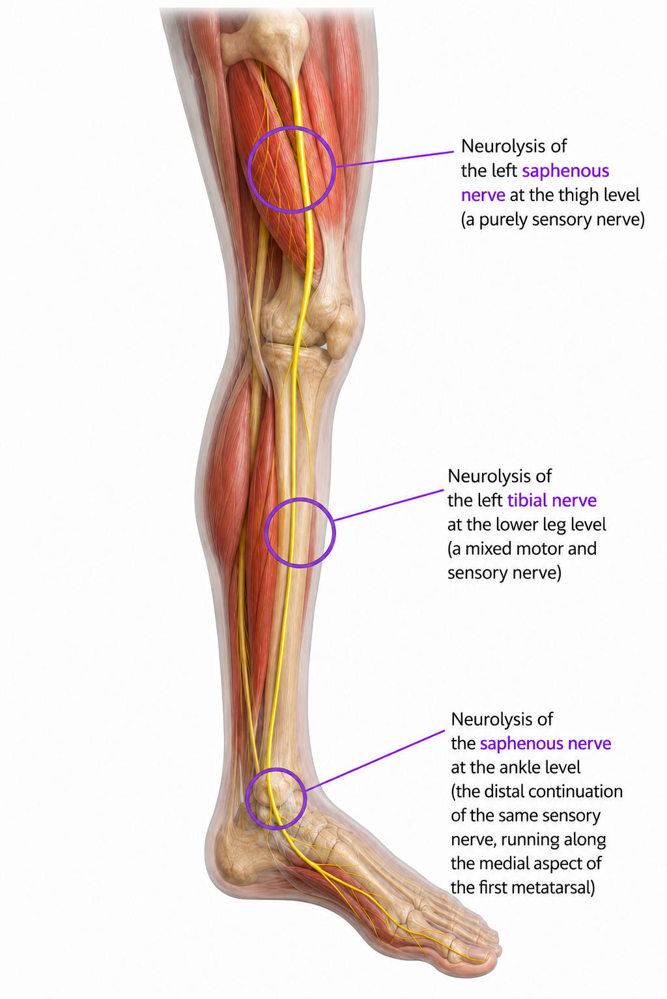 Neurolysis of
the left saphenous
nerve at the thigh level
(a purely sensory nerve)
Neurolysis of
the left tibial nerve
at the lower leg level
(a mixed motor and
sensory nerve)
Neurolysis of
the saphenous nerve
at the ankle level
(the distal continuation
of the same sensory
nerve, running along
the medial aspect of
the first metatarsal)